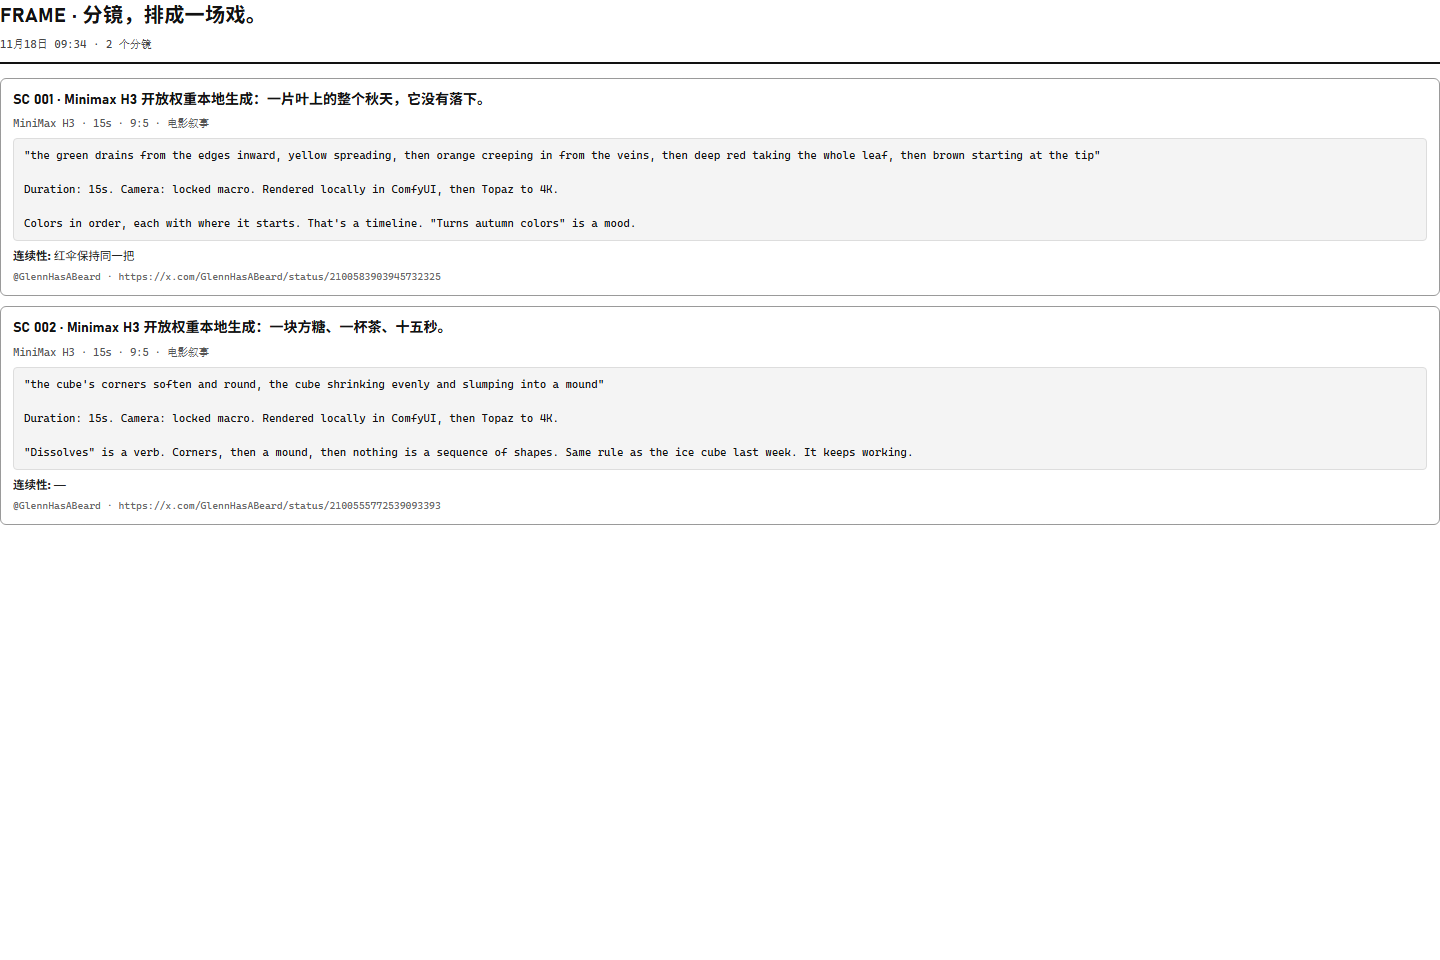 FRAME · 分镜，排成一场戏。
11月18日 09:34 · 2 个分镜
SC 001 · Minimax H3 开放权重本地生成：一片叶上的整个秋天，它没有落下。
MiniMax H3 · 15s · 9:5 · 电影叙事
"the green drains from the edges inward, yellow spreading, then orange creeping in from the veins, then deep red taking the whole leaf, then brown starting at the tip"
Duration: 15s. Camera: locked macro. Rendered locally in ComfyUI, then Topaz to 4K.
Colors in order, each with where it starts. That's a timeline. "Turns autumn colors" is a mood.
连续性: 红伞保持同一把
@GlennHasABeard · https://x.com/GlennHasABeard/status/2100583903945732325
SC 002 · Minimax H3 开放权重本地生成：一块方糖、一杯茶、十五秒。
MiniMax H3 · 15s · 9:5 · 电影叙事
"the cube's corners soften and round, the cube shrinking evenly and slumping into a mound"
Duration: 15s. Camera: locked macro. Rendered locally in ComfyUI, then Topaz to 4K.
"Dissolves" is a verb. Corners, then a mound, then nothing is a sequence of shapes. Same rule as the ice cube last week. It keeps working.
连续性: —
@GlennHasABeard · https://x.com/GlennHasABeard/status/2100555772539093393